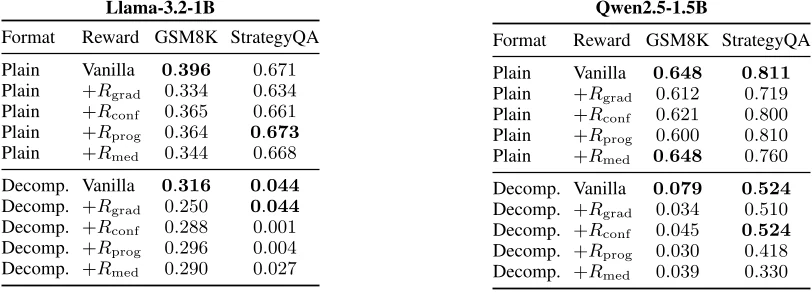 Llama-3.2-1B
Format Reward GSM8K StrategyQA
Plain Vanilla 0.396 0.671
Plain +R_grad 0.334 0.634
Plain +R_conf 0.365 0.661
Plain +R_prog 0.364 0.673
Plain +R_med 0.344 0.668
Decomp. Vanilla 0.316 0.044
Decomp. +R_grad 0.250 0.044
Decomp. +R_conf 0.288 0.001
Decomp. +R_prog 0.296 0.004
Decomp. +R_med 0.290 0.027
Qwen2.5-1.5B
Format Reward GSM8K StrategyQA
Plain Vanilla 0.648 0.811
Plain +R_grad 0.612 0.719
Plain +R_conf 0.621 0.800
Plain +R_prog 0.600 0.810
Plain +R_med 0.648 0.760
Decomp. Vanilla 0.079 0.524
Decomp. +R_grad 0.034 0.510
Decomp. +R_conf 0.045 0.524
Decomp. +R_prog 0.030 0.418
Decomp. +R_med 0.039 0.330